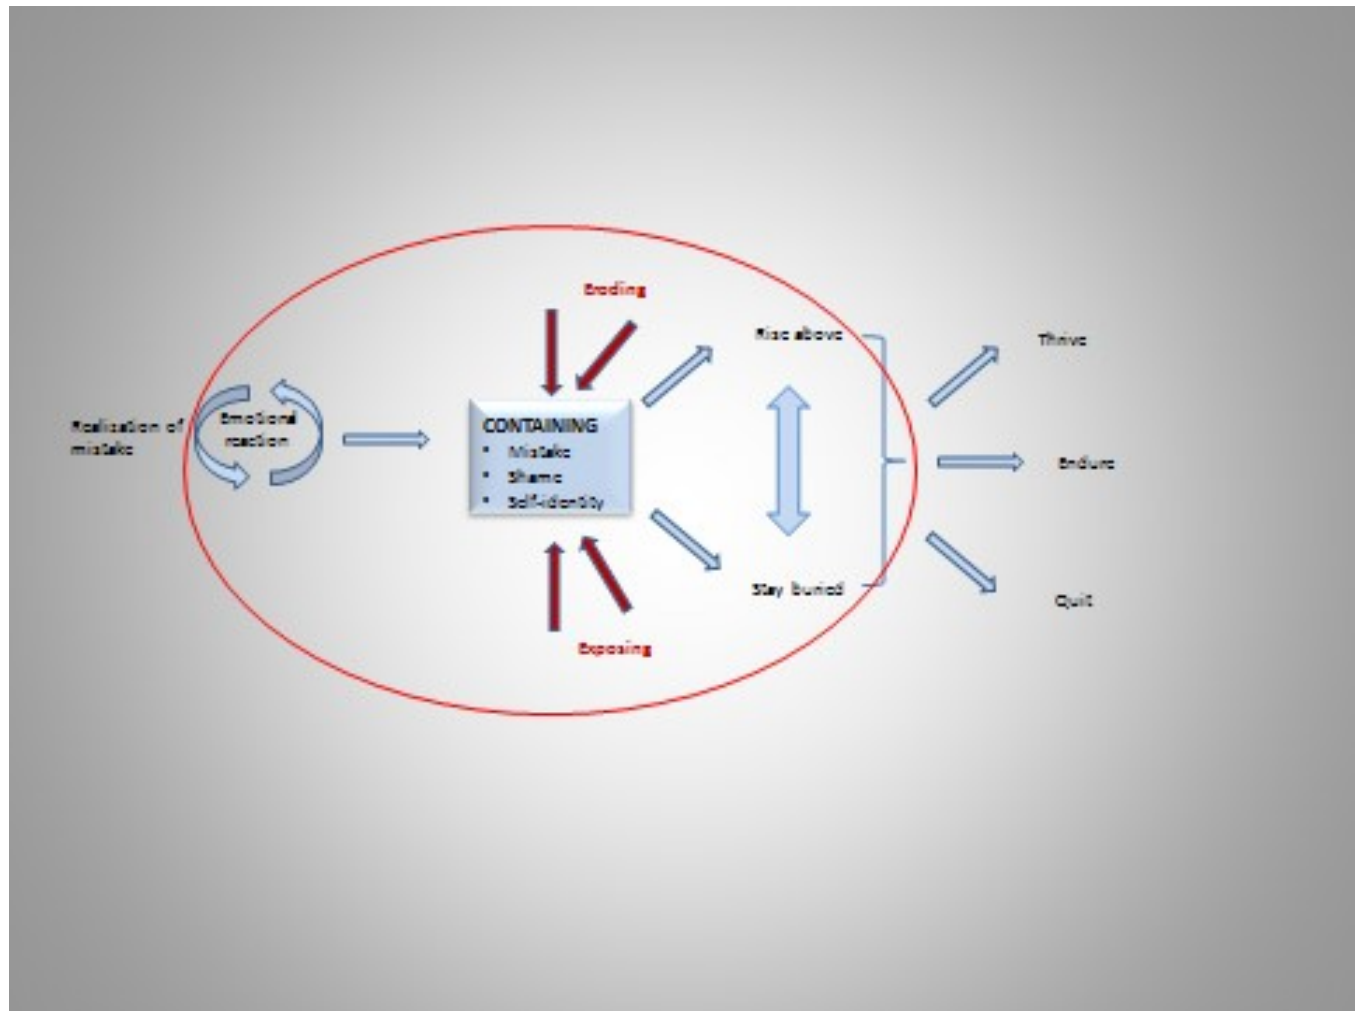 Eroding
Rise above
Thrive
Realisation of
mistake
Emotional
reaction
CONTAINING
• Mistake
• Shame
• Self-identity
Endure
Stay buried
Quit
Exposing